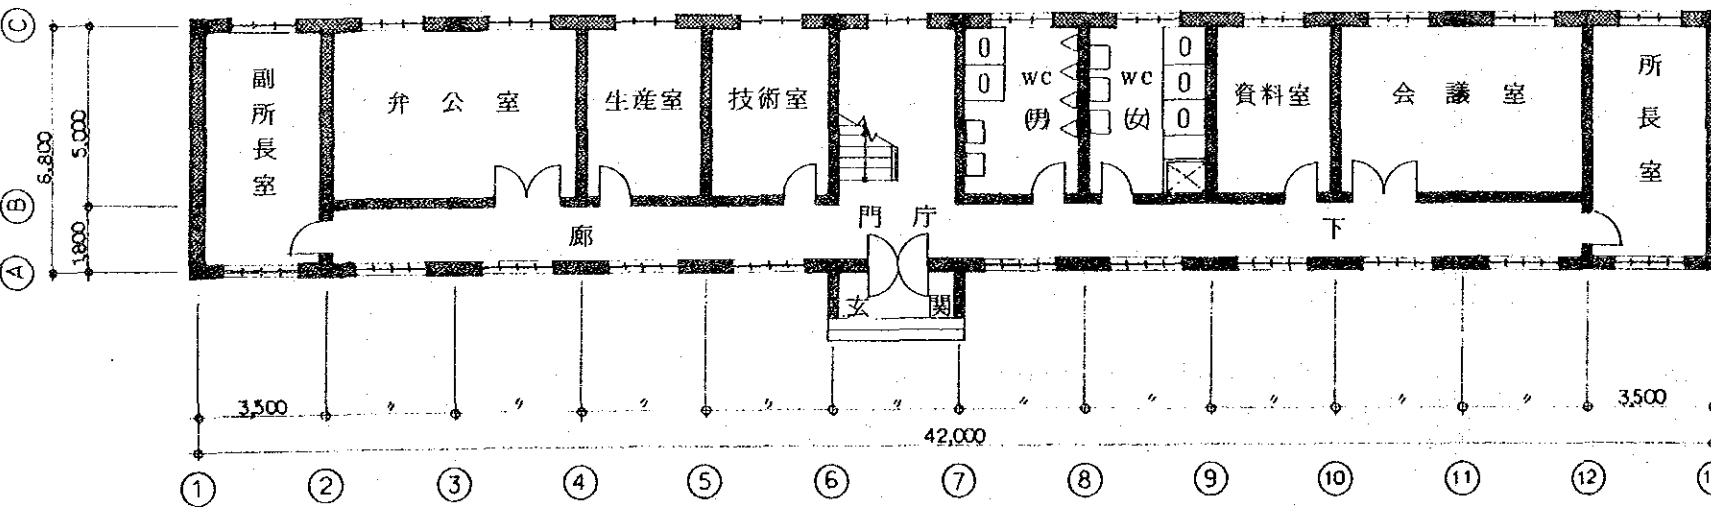 C
B
A
6,800
5,000
1800
副所長室
弁公室
生産室
技術室
wc
(男)
wc
(女)
資料室
会議室
所長室
廊下
門庁
玄関
3,500
〃
〃
〃
〃
〃
〃
〃
〃
〃
〃
3,500
42,000
1
2
3
4
5
6
7
8
9
10
11
12